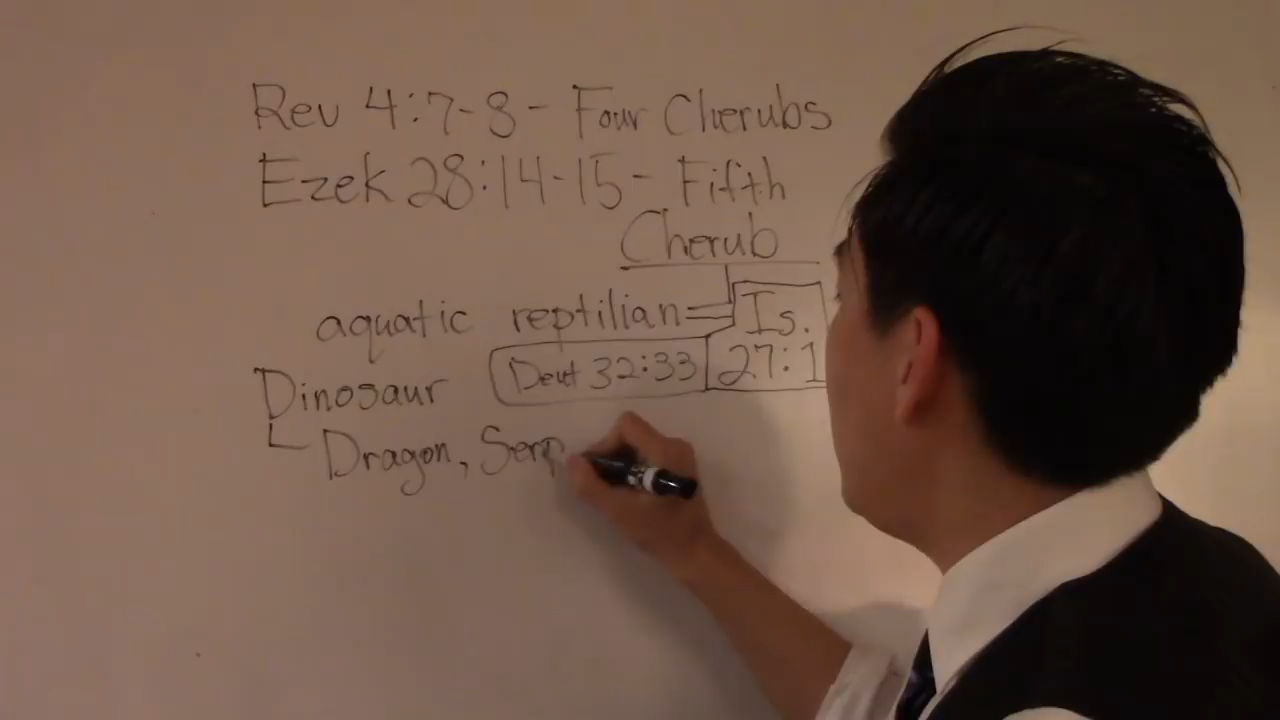 Rev 4:7-8 - Four Cherubs
Ezek 28:14-15 - Fifth
Cherub
aquatic reptilian = Is.
Deut 32:33 27:1
Dinosaur
Dragon, Serp